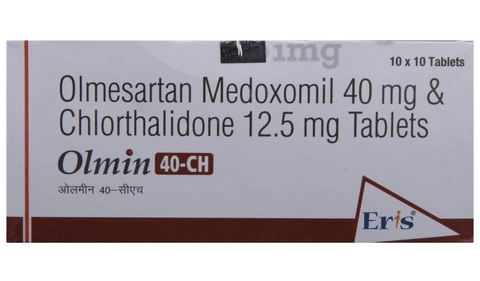 1mg
10 x 10 Tablets
Olmesartan Medoxomil 40 mg &
Chlorthalidone 12.5 mg Tablets
Olmin 40-CH
ओलमीन 40-सीएच
Eris